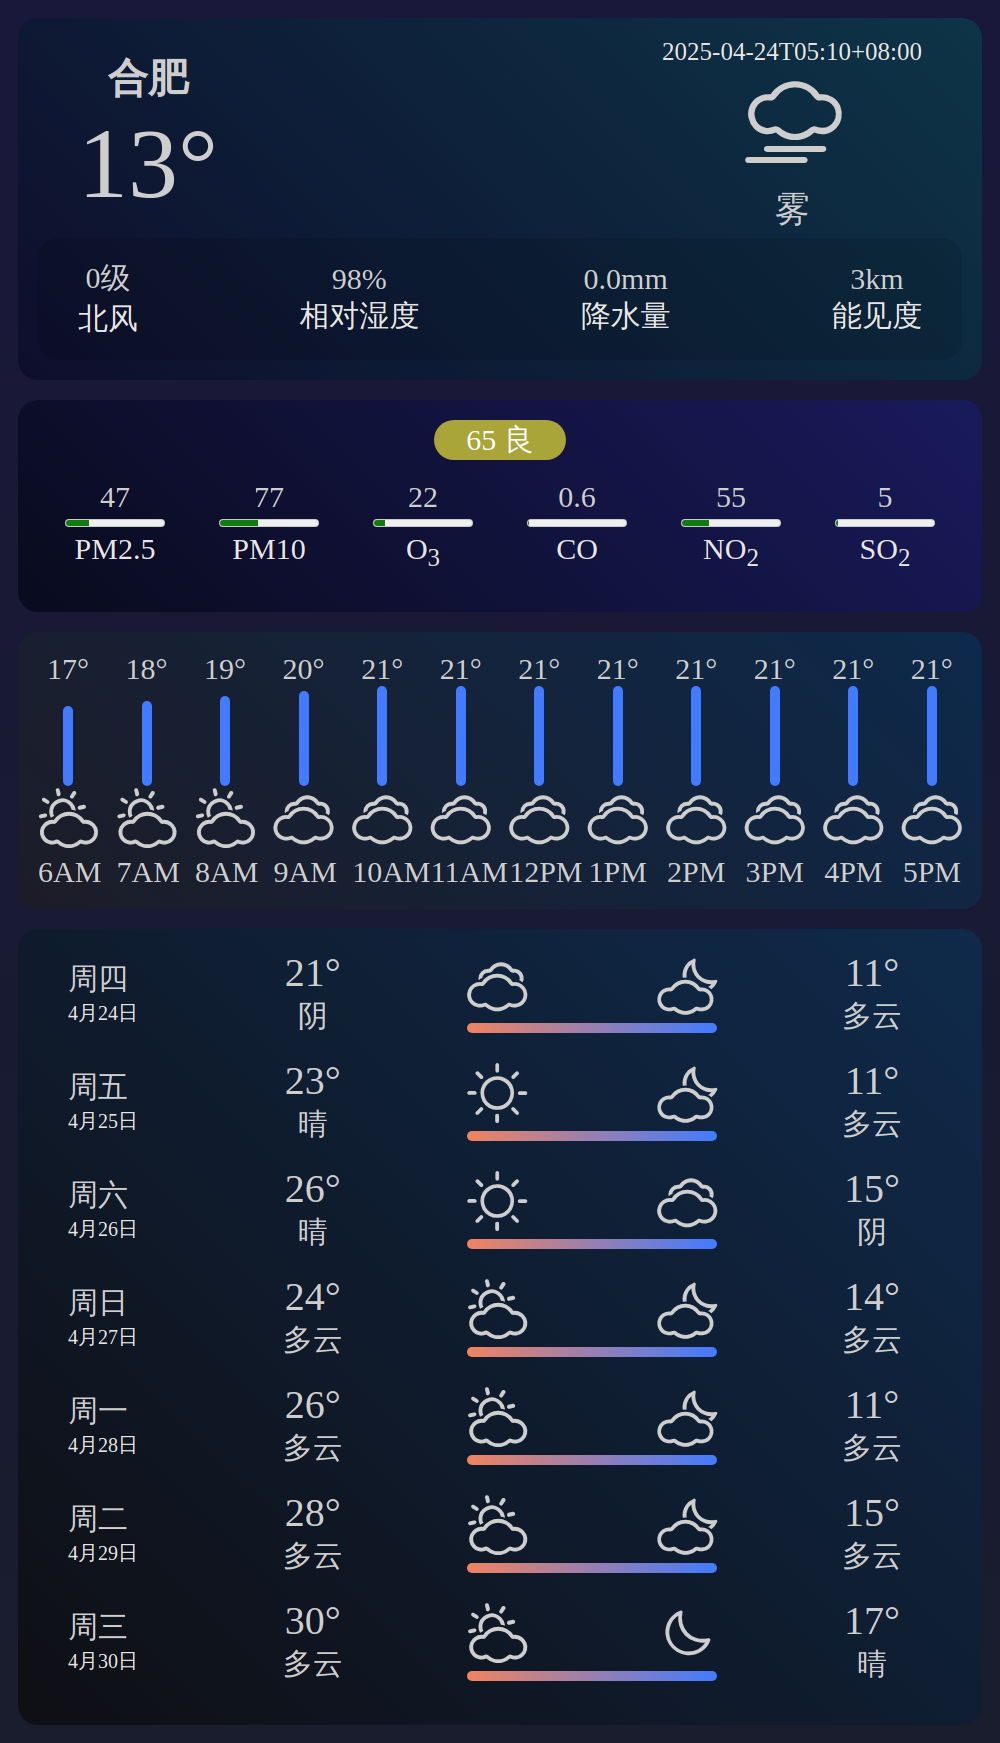 合肥
13°
2025-04-24T05:10+08:00
雾
0级 98% 0.0mm 3km
北风 相对湿度 降水量 能见度
65 良
47 77 22 0.6 55 5
PM2.5 PM10 O3 CO NO2 SO2
17° 18° 19° 20° 21° 21° 21° 21° 21° 21° 21° 21°
6AM 7AM 8AM 9AM 10AM 11AM 12PM 1PM 2PM 3PM 4PM 5PM
周四 21° 11°
4月24日 阴 多云
周五 23° 11°
4月25日 晴 多云
周六 26° 15°
4月26日 晴 阴
周日 24° 14°
4月27日 多云 多云
周一 26° 11°
4月28日 多云 多云
周二 28° 15°
4月29日 多云 多云
周三 30° 17°
4月30日 多云 晴